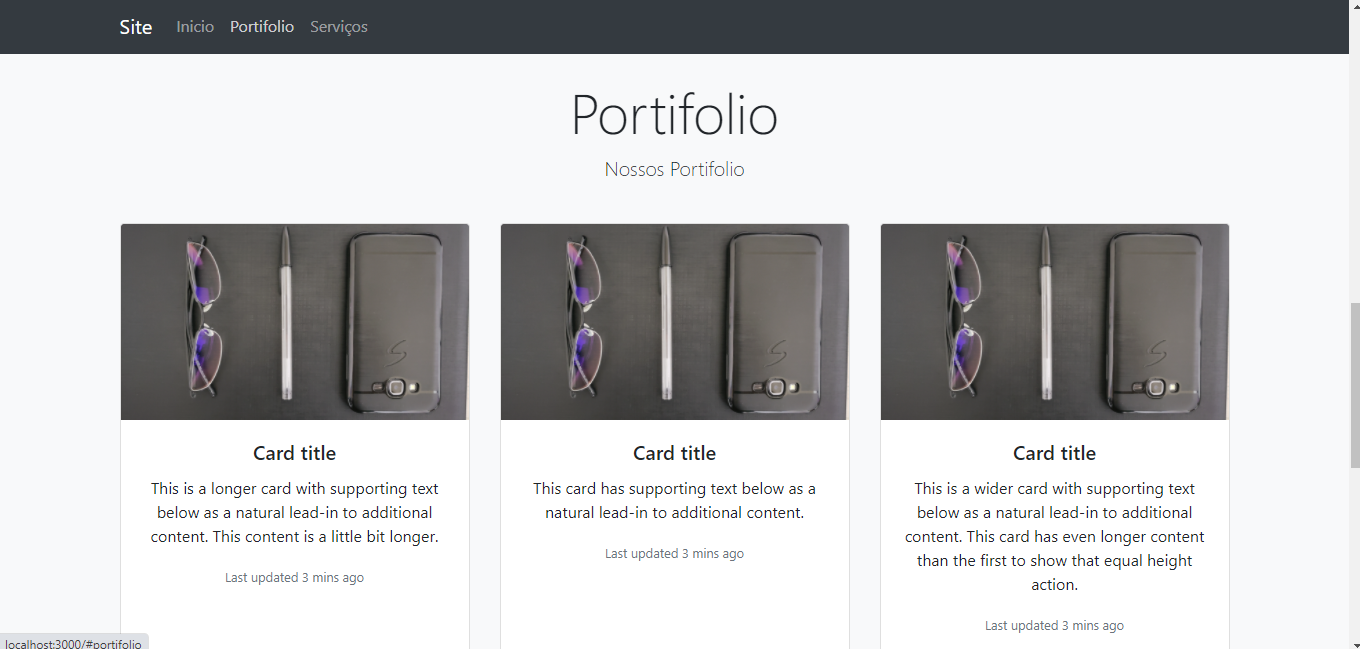 Site Inicio Portifolio Serviços
Portifolio
Nossos Portifolio
Card title
This is a longer card with supporting text
below as a natural lead-in to additional
content. This content is a little bit longer.
Last updated 3 mins ago
Card title
This card has supporting text below as a
natural lead-in to additional content.
Last updated 3 mins ago
Card title
This is a wider card with supporting text
below as a natural lead-in to additional
content. This card has even longer content
than the first to show that equal height
action.
Last updated 3 mins ago
localhost:3000/#portifolio